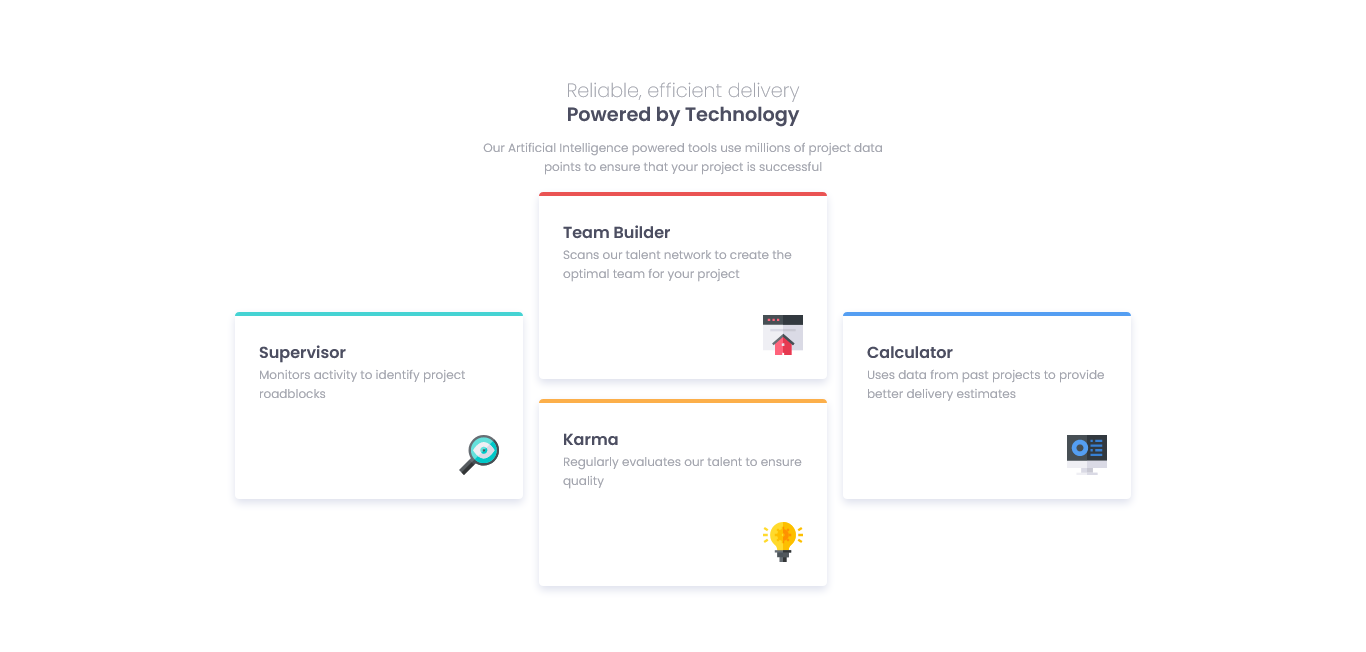 Reliable, efficient delivery
Powered by Technology
Our Artificial Intelligence powered tools use millions of project data
points to ensure that your project is successful
Team Builder
Scans our talent network to create the
optimal team for your project
Supervisor
Monitors activity to identify project
roadblocks
Calculator
Uses data from past projects to provide
better delivery estimates
Karma
Regularly evaluates our talent to ensure
quality